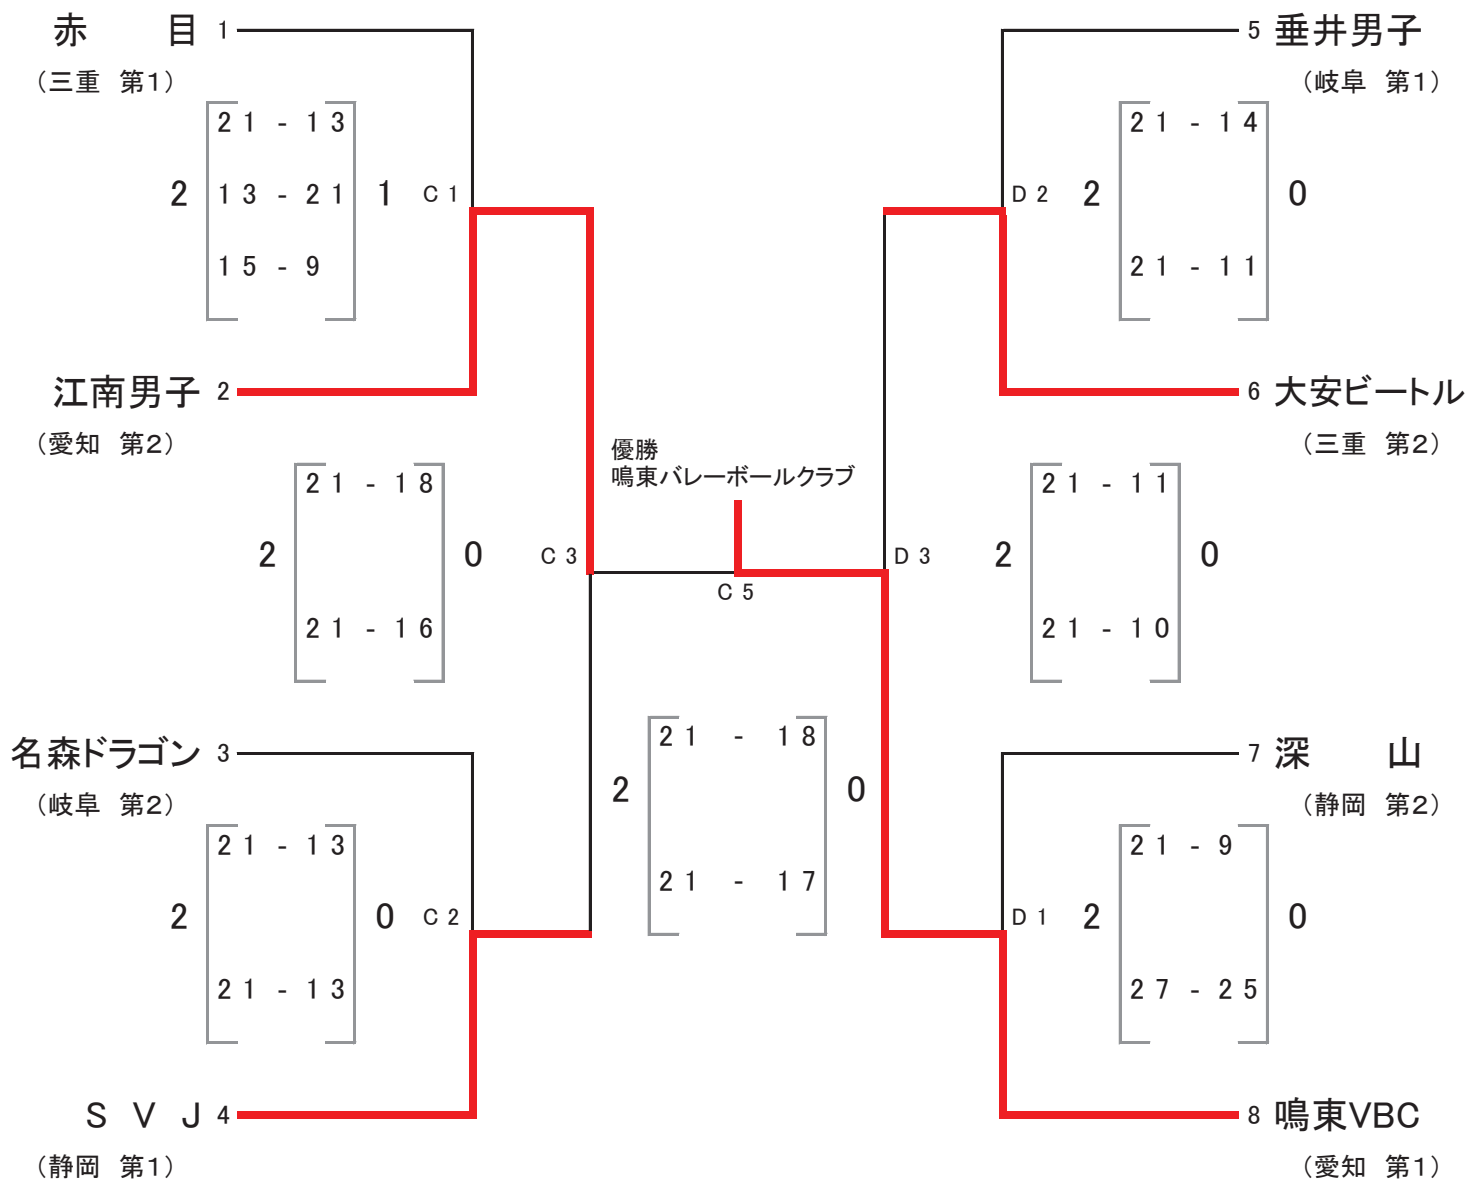 赤　　目 1
（三重　第1）
21 - 13
2 13 - 21 1 C1
15 - 9
江南男子 2
（愛知　第2）
21 - 18
2 0 C3
21 - 16
名森ドラゴン 3
（岐阜　第2）
21 - 13
2 0 C2
21 - 13
S V J 4
（静岡　第1）
優勝
鳴東バレーボールクラブ
C5
21 - 18
2 0
21 - 17
5 垂井男子
（岐阜　第1）
21 - 14
D2 2 0
21 - 11
6 大安ビートル
（三重　第2）
21 - 11
D3 2 0
21 - 10
7 深　　山
（静岡　第2）
21 - 9
D1 2 0
27 - 25
8 鳴東VBC
（愛知　第1）